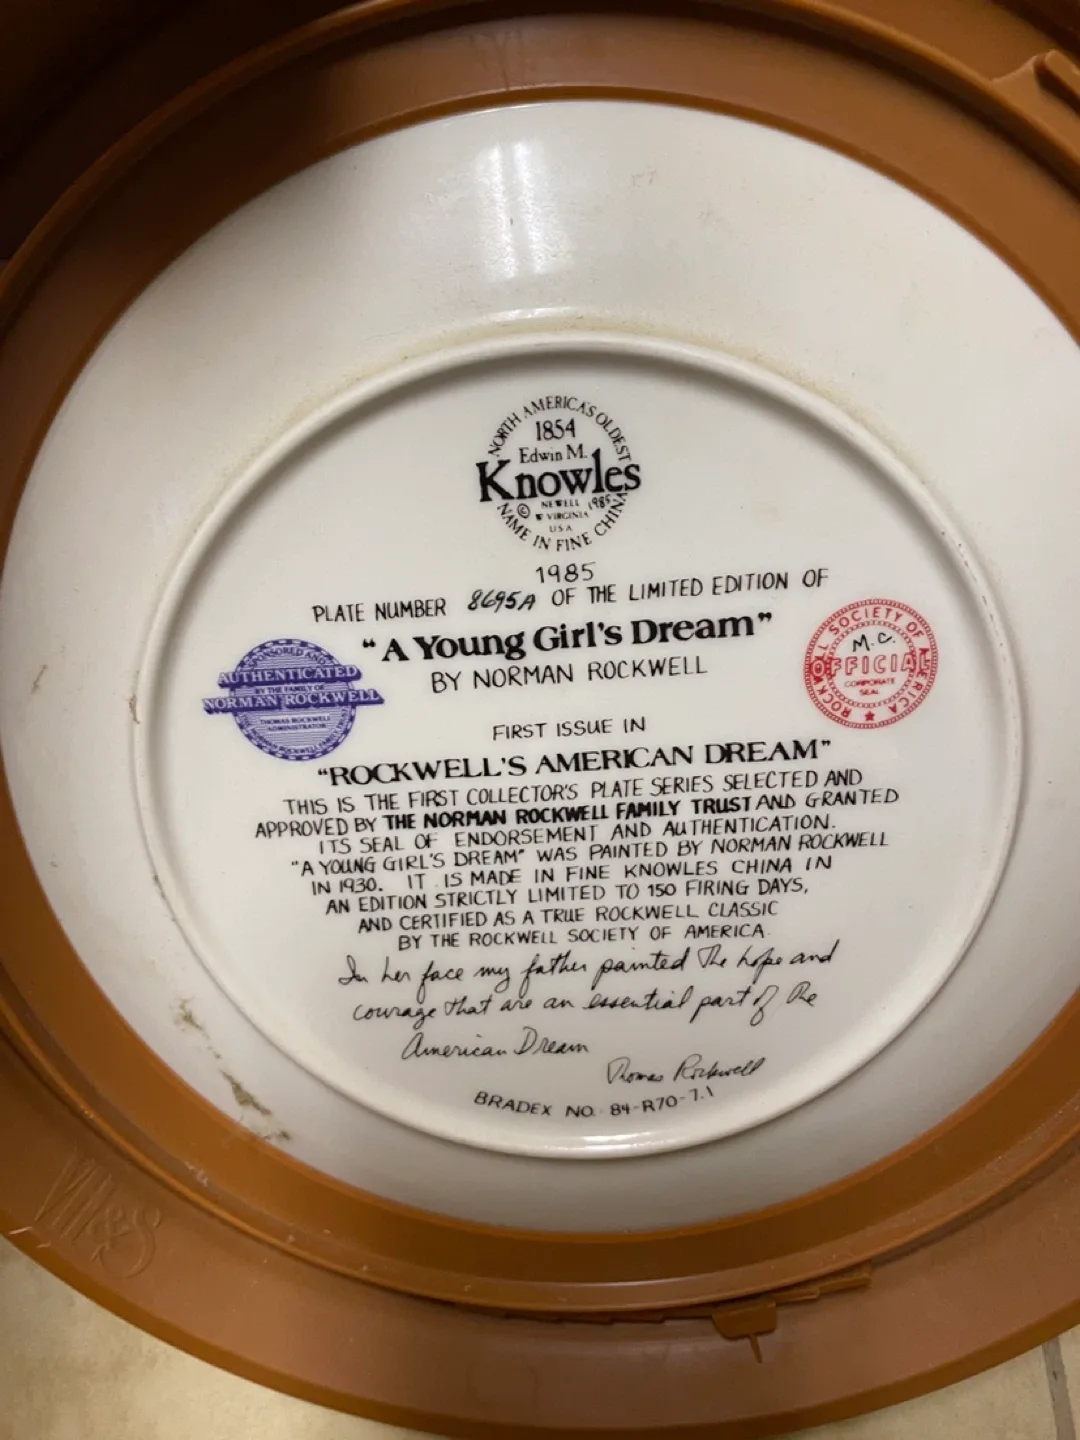 NORTH AMERICA'S OLDEST
1854
Edwin M.
Knowles
© NEWELL 1985
W VIRGINIA
USA
NAME IN FINE CHINA
1985
PLATE NUMBER 8695A OF THE LIMITED EDITION OF
"A Young Girl's Dream"
BY NORMAN ROCKWELL
SPONSORED AND
AUTHENTICATED
BY THE FAMILY OF
NORMAN ROCKWELL
THOMAS ROCKWELL
ADMINISTRATOR
ROCKWELL SOCIETY OF AMERICA
M.C.
OFFICIAL
CORPORATE
SEAL
FIRST ISSUE IN
"ROCKWELL'S AMERICAN DREAM"
THIS IS THE FIRST COLLECTOR'S PLATE SERIES SELECTED AND
APPROVED BY THE NORMAN ROCKWELL FAMILY TRUST AND GRANTED
ITS SEAL OF ENDORSEMENT AND AUTHENTICATION.
"A YOUNG GIRL'S DREAM" WAS PAINTED BY NORMAN ROCKWELL
IN 1930. IT IS MADE IN FINE KNOWLES CHINA IN
AN EDITION STRICTLY LIMITED TO 150 FIRING DAYS,
AND CERTIFIED AS A TRUE ROCKWELL CLASSIC
BY THE ROCKWELL SOCIETY OF AMERICA
In her face my father painted the hope and
courage that are an essential part of the
American Dream
Thomas Rockwell
BRADEX NO. 84-R70-7.1